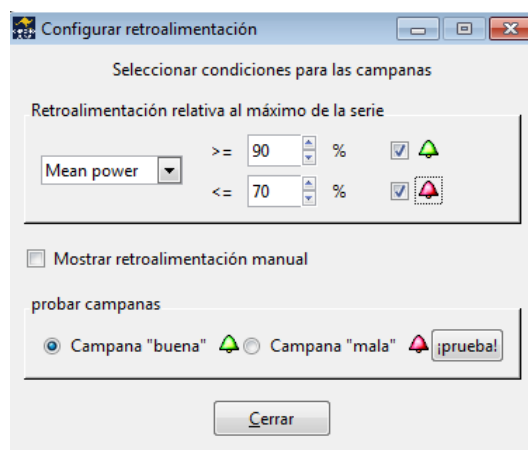 Configurar retroalimentación
Seleccionar condiciones para las campanas
Retroalimentación relativa al máximo de la serie
Mean power
>= 90 %
<= 70 %
Mostrar retroalimentación manual
probar campanas
Campana "buena" Campana "mala" ¡prueba!
Cerrar